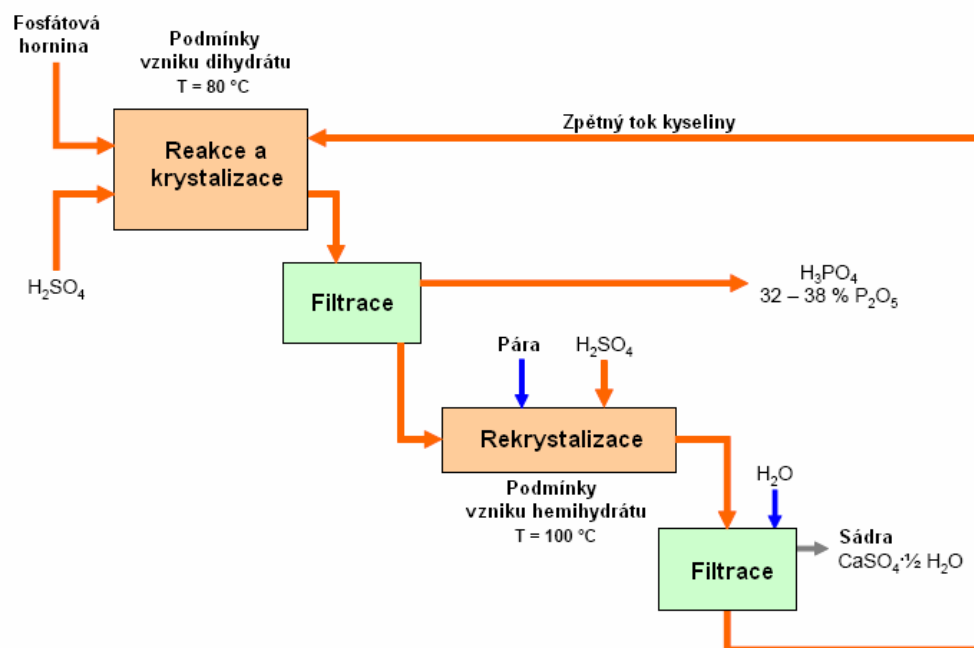 Fosfátová
hornina
Podmínky
vzniku dihydrátu
T = 80 °C
Zpětný tok kyseliny
Reakce a
krystalizace
H₂SO₄
Filtrace
H₃PO₄
32 – 38 % P₂O₅
Pára
H₂SO₄
Rekrystalizace
Podmínky
vzniku hemihydrátu
T = 100 °C
H₂O
Filtrace
Sádra
CaSO₄·½ H₂O